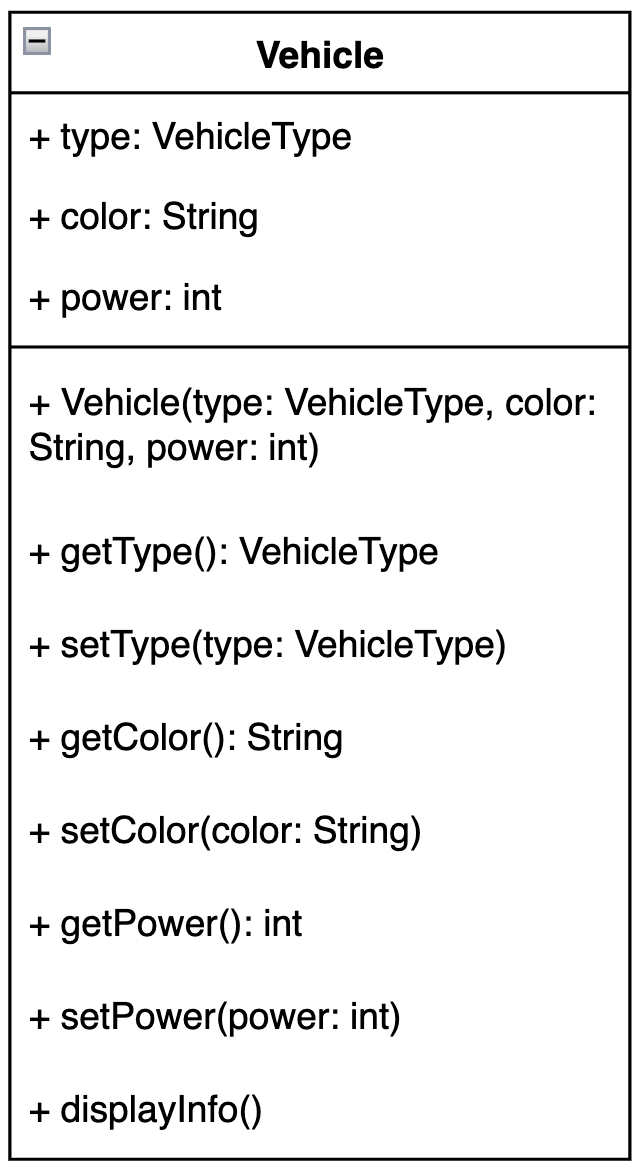 Vehicle
+ type: VehicleType
+ color: String
+ power: int
+ Vehicle(type: VehicleType, color:
String, power: int)
+ getType(): VehicleType
+ setType(type: VehicleType)
+ getColor(): String
+ setColor(color: String)
+ getPower(): int
+ setPower(power: int)
+ displayInfo()